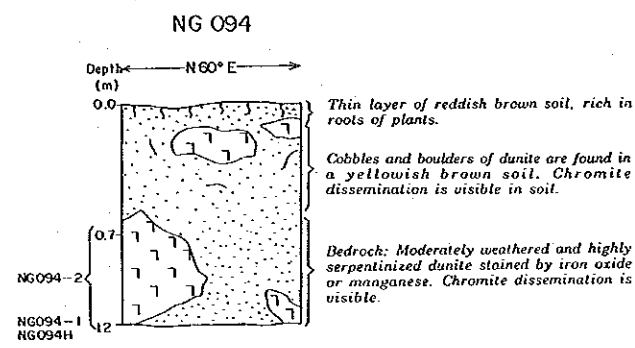 NG 094
Depth N60°E
(m)
0.0
Thin layer of reddish brown soil, rich in
roots of plants.
Cobbles and boulders of dunite are found in
a yellowish brown soil. Chromite
dissemination is visible in soil.
0.7
Bedrock: Moderately weathered and highly
serpentinized dunite stained by iron oxide
or manganese. Chromite dissemination is
visible.
NG094-2
NG094-1
NG094H
1.2